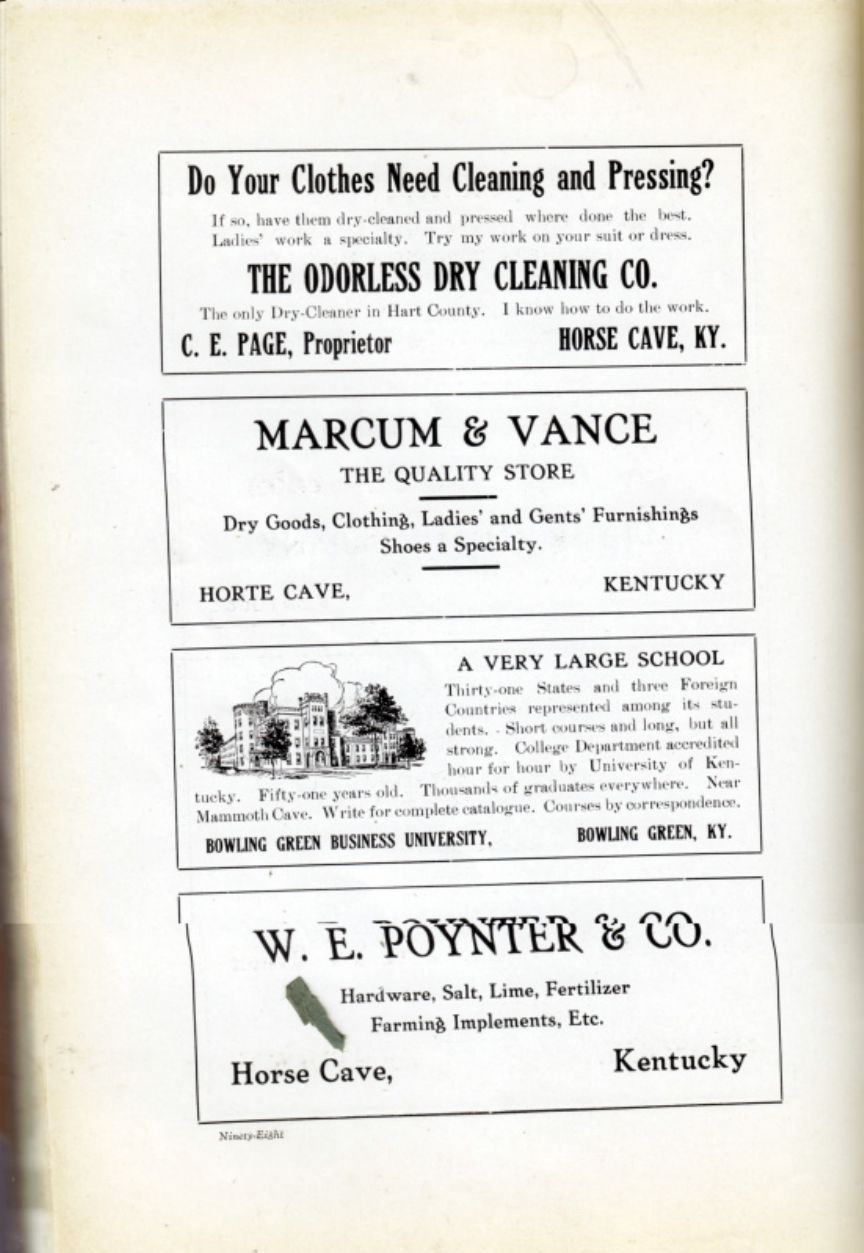 Do Your Clothes Need Cleaning and Pressing?
If so, have them dry-cleaned and pressed where done the best.
Ladies' work a specialty. Try my work on your suit or dress.
THE ODORLESS DRY CLEANING CO.
The only Dry-Cleaner in Hart County. I know how to do the work.
C. E. PAGE, Proprietor HORSE CAVE, KY.
MARCUM & VANCE
THE QUALITY STORE
Dry Goods, Clothing, Ladies' and Gents' Furnishings
Shoes a Specialty.
HORTE CAVE, KENTUCKY
A VERY LARGE SCHOOL
Thirty-one States and three Foreign
Countries represented among its stu-
dents. Short courses and long, but all
strong. College Department accredited
hour for hour by University of Ken-
tucky. Fifty-one years old. Thousands of graduates everywhere. Near
Mammoth Cave. Write for complete catalogue. Courses by correspondence.
BOWLING GREEN BUSINESS UNIVERSITY, BOWLING GREEN, KY.
W. E. POYNTER & CO.
Hardware, Salt, Lime, Fertilizer
Farming Implements, Etc.
Horse Cave, Kentucky
Ninety-Eight